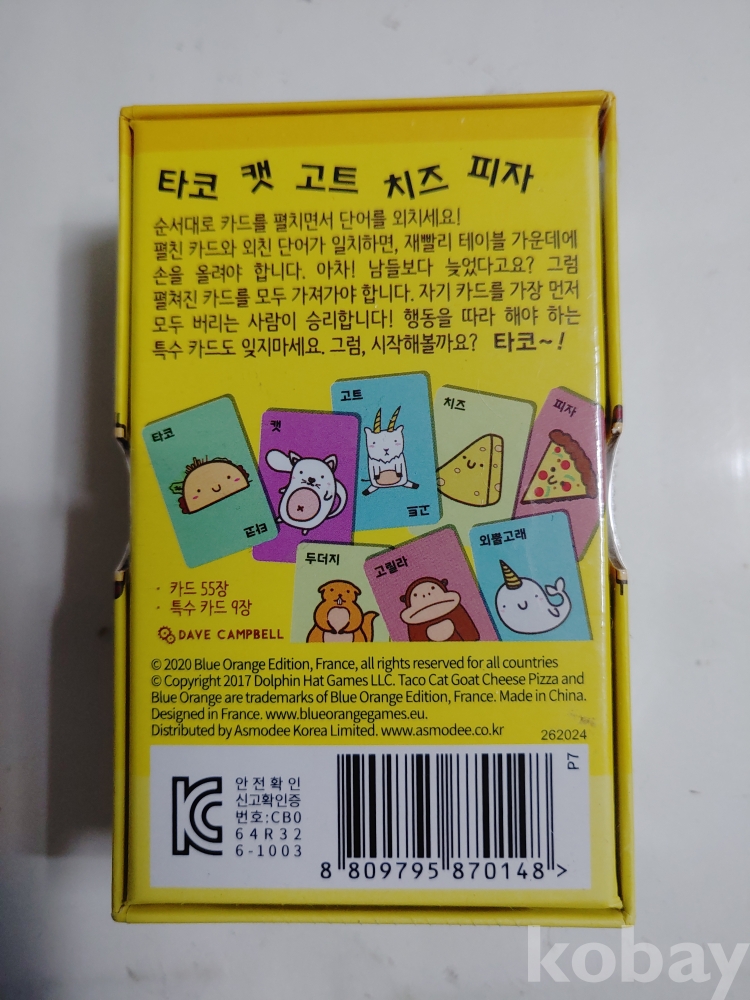 타코 캣 고트 치즈 피자
순서대로 카드를 펼치면서 단어를 외치세요!
펼친 카드와 외친 단어가 일치하면, 재빨리 테이블 가운데에
손을 올려야 합니다. 아차! 남들보다 늦었다고요? 그럼
펼쳐진 카드를 모두 가져가야 합니다. 자기 카드를 가장 먼저
모두 버리는 사람이 승리합니다! 행동을 따라 해야 하는
특수 카드도 잊지마세요. 그럼, 시작해볼까요? 타코~!
타코
캣
고트
치즈
피자
타코
고트
두더지
고릴라
외뿔고래
· 카드 55장
· 특수 카드 9장
DAVE CAMPBELL
© 2020 Blue Orange Edition, France, all rights reserved for all countries
© Copyright 2017 Dolphin Hat Games LLC. Taco Cat Goat Cheese Pizza and
Blue Orange are trademarks of Blue Orange Edition, France. Made in China.
Designed in France. www.blueorangegames.eu.
Distributed by Asmodee Korea Limited. www.asmodee.co.kr
262024
P7
안전확인
신고확인증
번호:CB0
64R32
6-1003
8 809795 870148 >
kobay